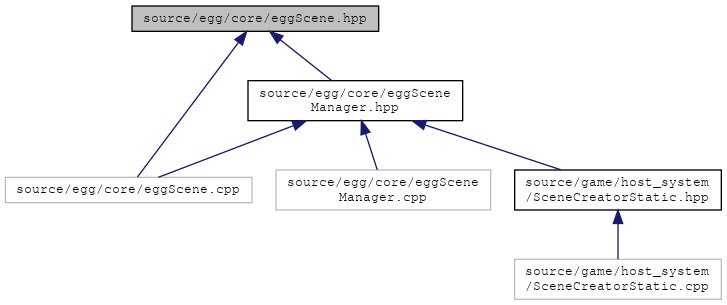 source/egg/core/eggScene.hpp
source/egg/core/eggScene
Manager.hpp
source/egg/core/eggScene.cpp
source/egg/core/eggScene
Manager.cpp
source/game/host_system
/SceneCreatorStatic.hpp
source/game/host_system
/SceneCreatorStatic.cpp